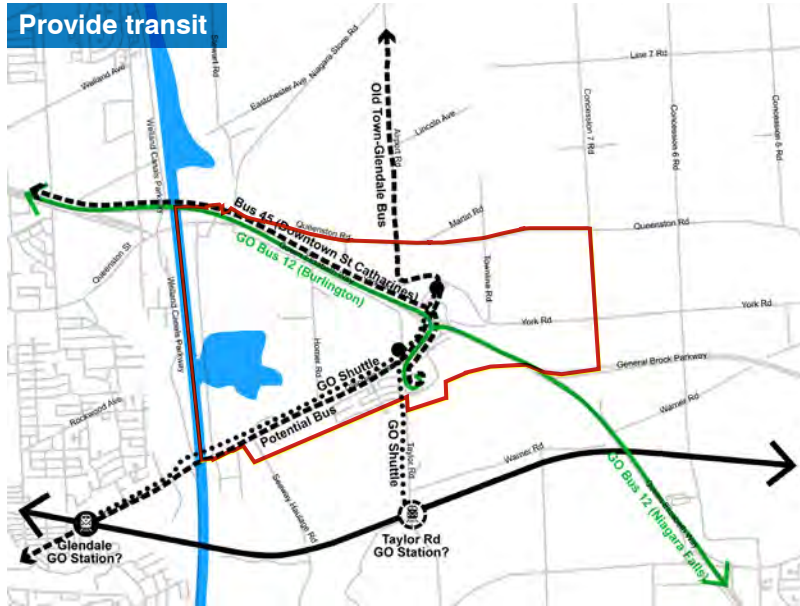 Provide transit
Stewart Rd
Niagara Stone Rd
Line 7 Rd
Welland Ave
Eastchester Ave
Old Town-Glendale Bus
Airport Rd
Lincoln Ave
Concession 7 Rd
Concession 6 Rd
Concession 5 Rd
Welland Canals Parkway
Bus 45 (Downtown St Catharines)
Queenston Rd
Martin Rd
Queenston Rd
GO Bus 12 (Burlington)
Queenston St
Townline Rd
Welland Canals Parkway
York Rd
York Rd
Homer Rd
GO Shuttle
General Brock Parkway
Rockwood Ave
Potential Bus
GO Shuttle
Taylor Rd
Warner Rd
Warner Rd
Seaway Haulage Rd
GO Bus 12 (Niagara Falls)
Glendale
GO Station?
Taylor Rd
GO Station?